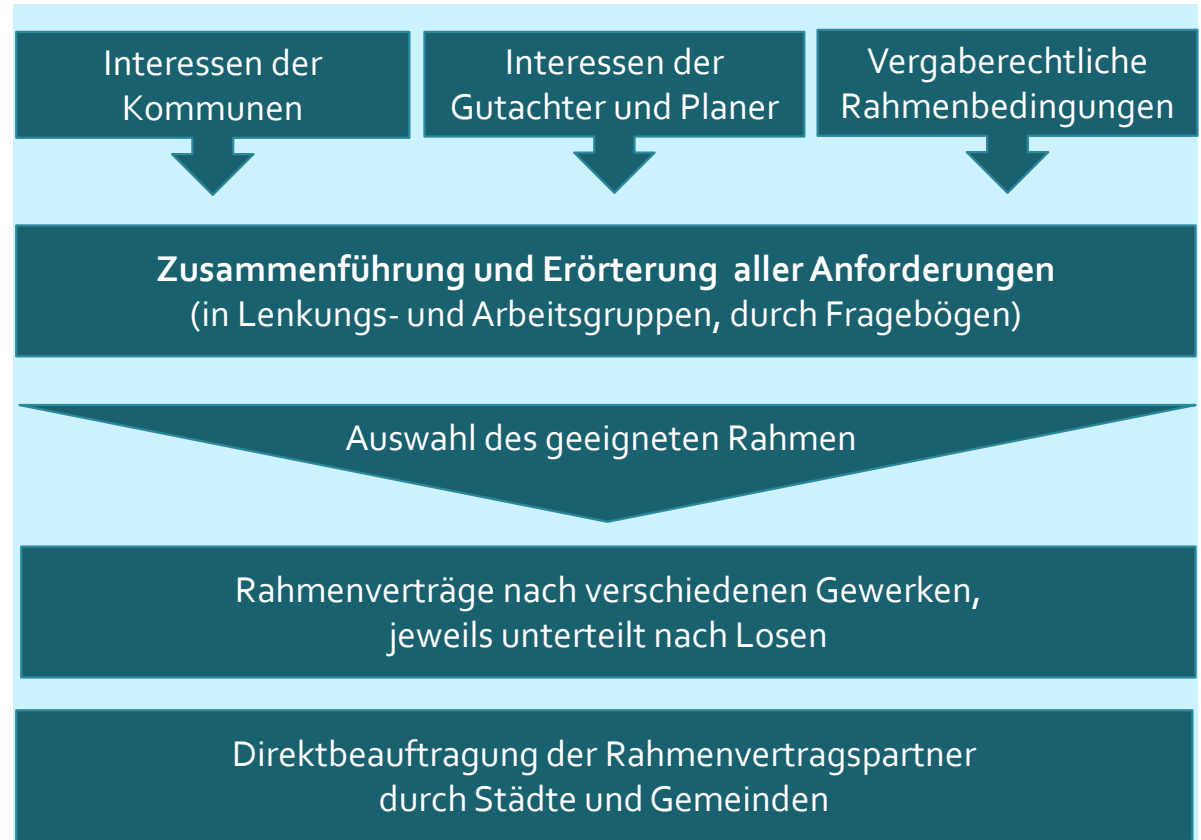 Interessen der
Kommunen
Interessen der
Gutachter und Planer
Vergaberechtliche
Rahmenbedingungen
Zusammenführung und Erörterung aller Anforderungen
(in Lenkungs- und Arbeitsgruppen, durch Fragebögen)
Auswahl des geeigneten Rahmen
Rahmenverträge nach verschiedenen Gewerken,
jeweils unterteilt nach Losen
Direktbeauftragung der Rahmenvertragspartner
durch Städte und Gemeinden